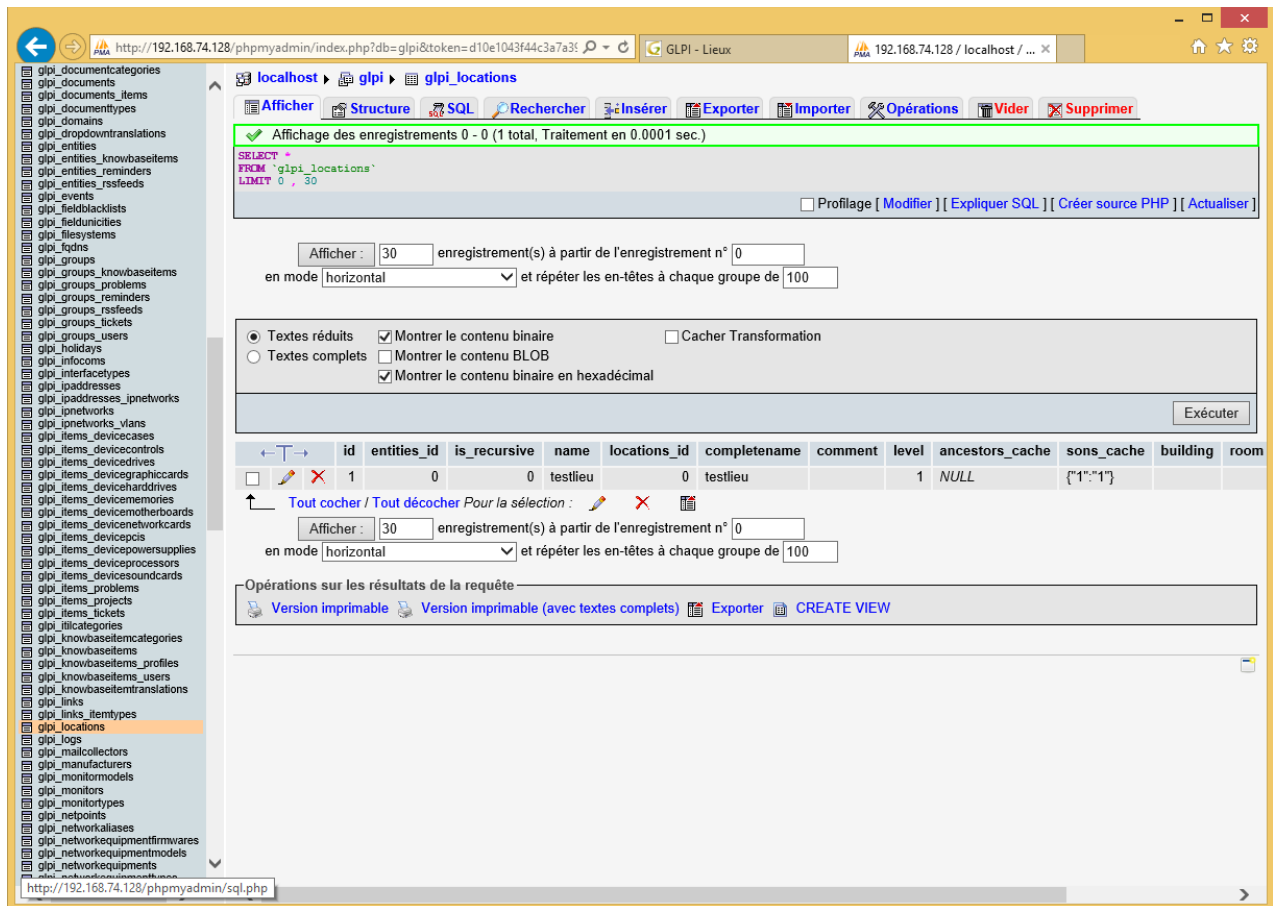 http://192.168.74.128/phpmyadmin/index.php?db=glpi&token=d10e1043f44c3a7a39
GLPI - Lieux
192.168.74.128 / localhost / ...
glpi_documentcategories
glpi_documents
glpi_documents_items
glpi_documenttypes
glpi_domains
glpi_dropdowntranslations
glpi_entities
glpi_entities_knowbaseitems
glpi_entities_reminders
glpi_entities_rssfeeds
glpi_events
glpi_fieldblacklists
glpi_fieldunicities
glpi_filesystems
glpi_fqdns
glpi_groups
glpi_groups_knowbaseitems
glpi_groups_problems
glpi_groups_reminders
glpi_groups_rssfeeds
glpi_groups_tickets
glpi_groups_users
glpi_holidays
glpi_infocoms
glpi_interfacetypes
glpi_ipaddresses
glpi_ipaddresses_ipnetworks
glpi_ipnetworks
glpi_ipnetworks_vlans
glpi_items_devicecases
glpi_items_devicecontrols
glpi_items_devicedrives
glpi_items_devicegraphiccards
glpi_items_deviceharddrives
glpi_items_devicememories
glpi_items_devicemotherboards
glpi_items_devicenetworkcards
glpi_items_devicepcis
glpi_items_devicepowersupplies
glpi_items_deviceprocessors
glpi_items_devicesoundcards
glpi_items_problems
glpi_items_projects
glpi_items_tickets
glpi_itilcategories
glpi_knowbaseitemcategories
glpi_knowbaseitems
glpi_knowbaseitems_profiles
glpi_knowbaseitems_users
glpi_knowbaseitemtranslations
glpi_links
glpi_links_itemtypes
glpi_locations
glpi_logs
glpi_mailcollectors
glpi_manufacturers
glpi_monitormodels
glpi_monitors
glpi_monitortypes
glpi_netpoints
glpi_networkaliases
glpi_networkequipmentfirmwares
glpi_networkequipmentmodels
glpi_networkequipments
http://192.168.74.128/phpmyadmin/sql.php
localhost glpi glpi_locations
Afficher Structure SQL Rechercher Insérer Exporter Importer Opérations Vider Supprimer
Affichage des enregistrements 0 - 0 (1 total, Traitement en 0.0001 sec.)
SELECT *
FROM `glpi_locations`
LIMIT 0 , 30
Profilage [ Modifier ] [ Expliquer SQL ] [ Créer source PHP ] [ Actualiser ]
Afficher : 30 enregistrement(s) à partir de l'enregistrement n° 0
en mode horizontal et répéter les en-têtes à chaque groupe de 100
Textes réduits Montrer le contenu binaire Cacher Transformation
Textes complets Montrer le contenu BLOB
Montrer le contenu binaire en hexadécimal
Exécuter
←T→ id entities_id is_recursive name locations_id completename comment level ancestors_cache sons_cache building room
1 0 0 testlieu 0 testlieu 1 NULL {"1":"1"}
Tout cocher / Tout décocher Pour la sélection :
Afficher : 30 enregistrement(s) à partir de l'enregistrement n° 0
en mode horizontal et répéter les en-têtes à chaque groupe de 100
Opérations sur les résultats de la requête
Version imprimable Version imprimable (avec textes complets) Exporter CREATE VIEW